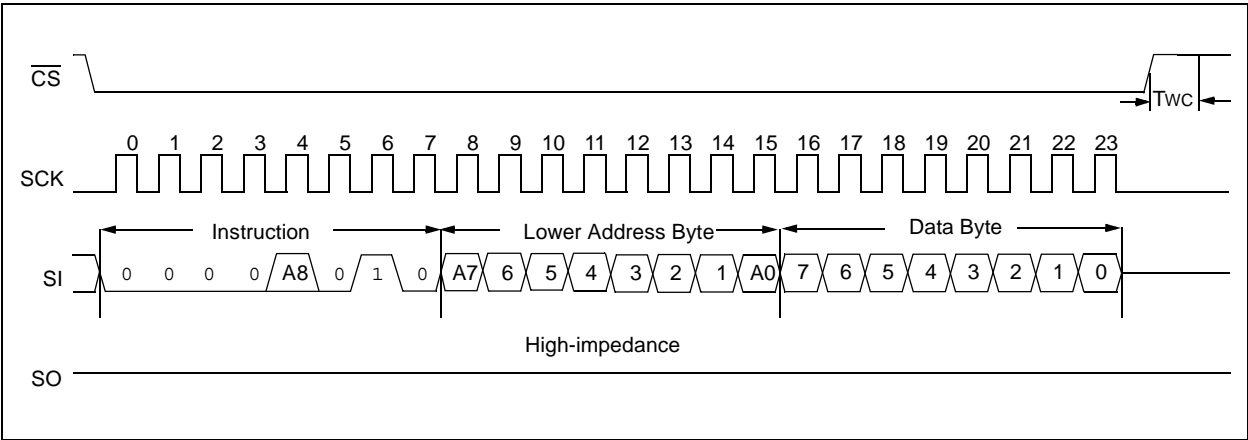 CS
TWC
0 1 2 3 4 5 6 7 8 9 10 11 12 13 14 15 16 17 18 19 20 21 22 23
SCK
Instruction Lower Address Byte Data Byte
SI 0 0 0 0 A8 0 1 0 A7 6 5 4 3 2 1 A0 7 6 5 4 3 2 1 0
High-impedance
SO